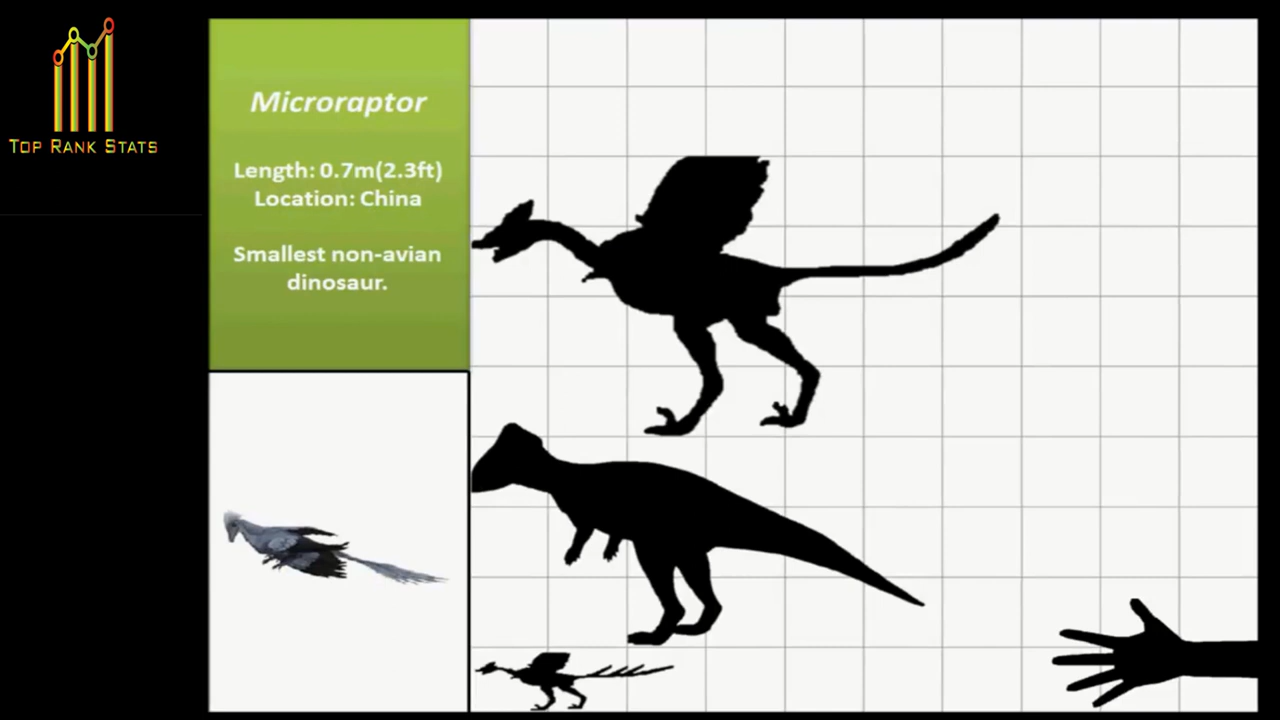 Top Rank Stats
Microraptor
Length: 0.7m(2.3ft)
Location: China
Smallest non-avian
dinosaur.